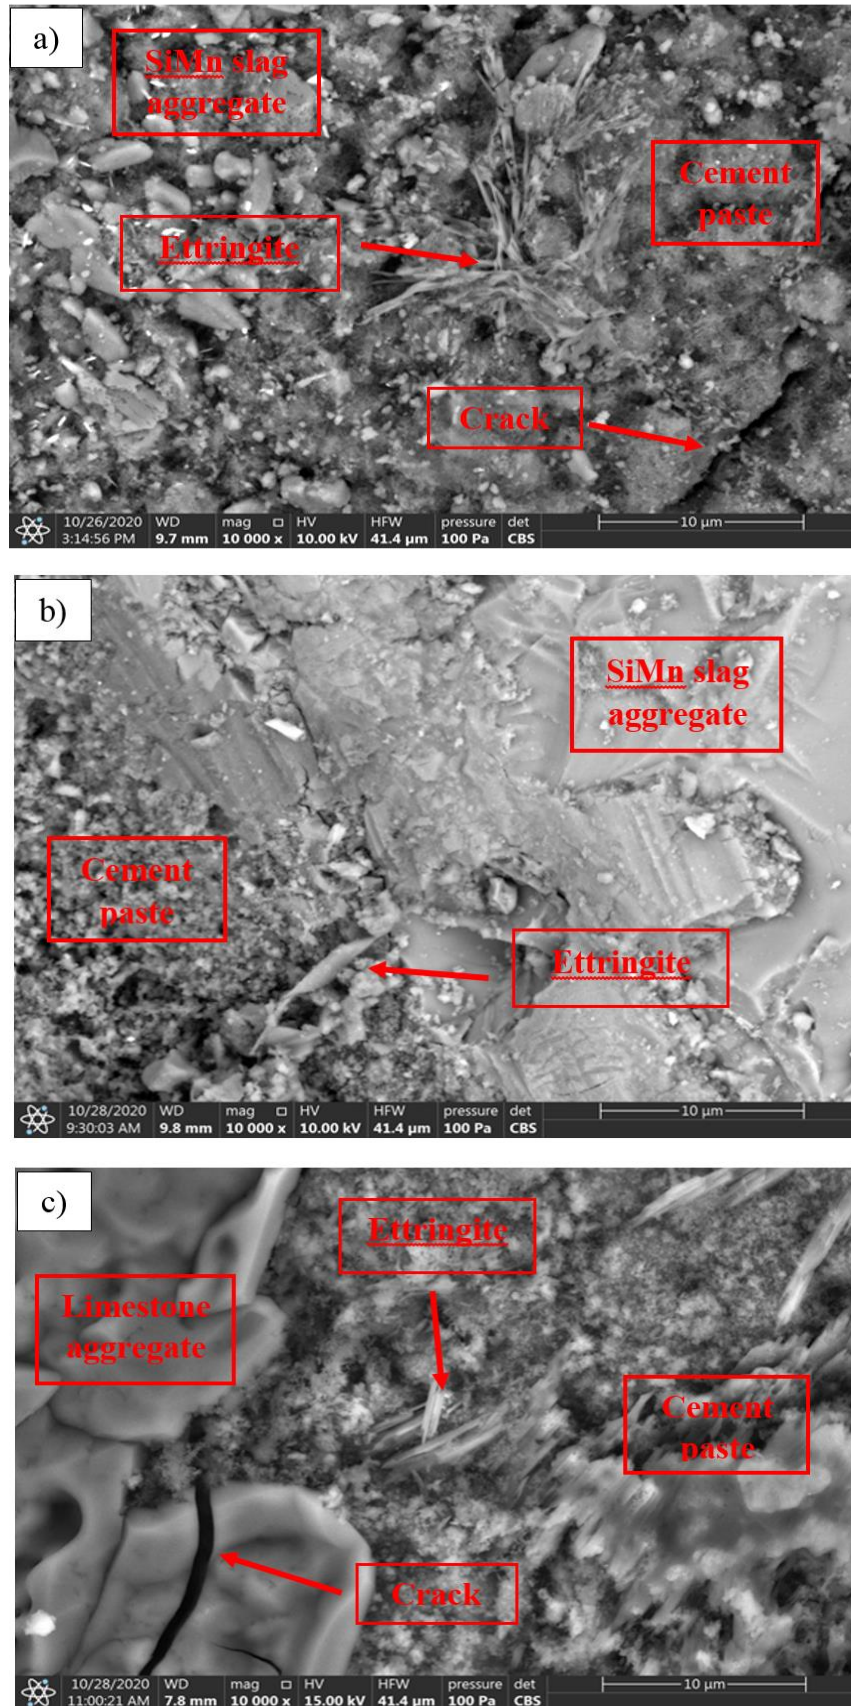 a)
SiMn slag
aggregate
Cement
paste
Ettringite
Crack
10/26/2020 WD mag HV HFW pressure det 10 µm
3:14:56 PM 9.7 mm 10 000 x 10.00 kV 41.4 µm 100 Pa CBS
b)
SiMn slag
aggregate
Cement
paste
Ettringite
10/28/2020 WD mag HV HFW pressure det 10 µm
9:30:03 AM 9.8 mm 10 000 x 10.00 kV 41.4 µm 100 Pa CBS
c)
Ettringite
Limestone
aggregate
Cement
paste
Crack
10/28/2020 WD mag HV HFW pressure det 10 µm
11:00:21 AM 7.8 mm 10 000 x 15.00 kV 41.4 µm 100 Pa CBS